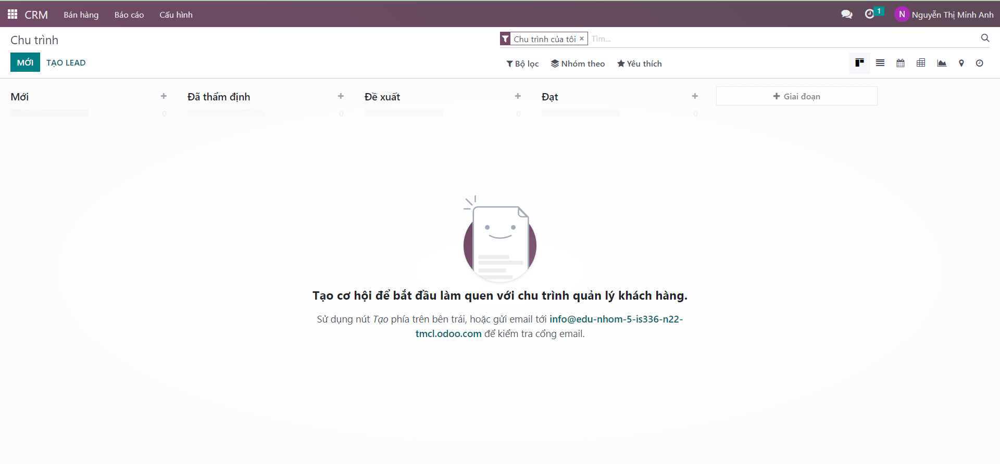 CRM Bán hàng Báo cáo Cấu hình 1 N Nguyễn Thị Minh Anh
Chu trình
Chu trình của tôi × Tìm...
MỚI TẠO LEAD
Bộ lọc Nhóm theo Yêu thích
Mới + Đã thẩm định + Đề xuất + Đạt + + Giai đoạn
0 0 0 0
Tạo cơ hội để bắt đầu làm quen với chu trình quản lý khách hàng.
Sử dụng nút Tạo phía trên bên trái, hoặc gửi email tới info@edu-nhom-5-is336-n22-
tmcl.odoo.com để kiểm tra cổng email.